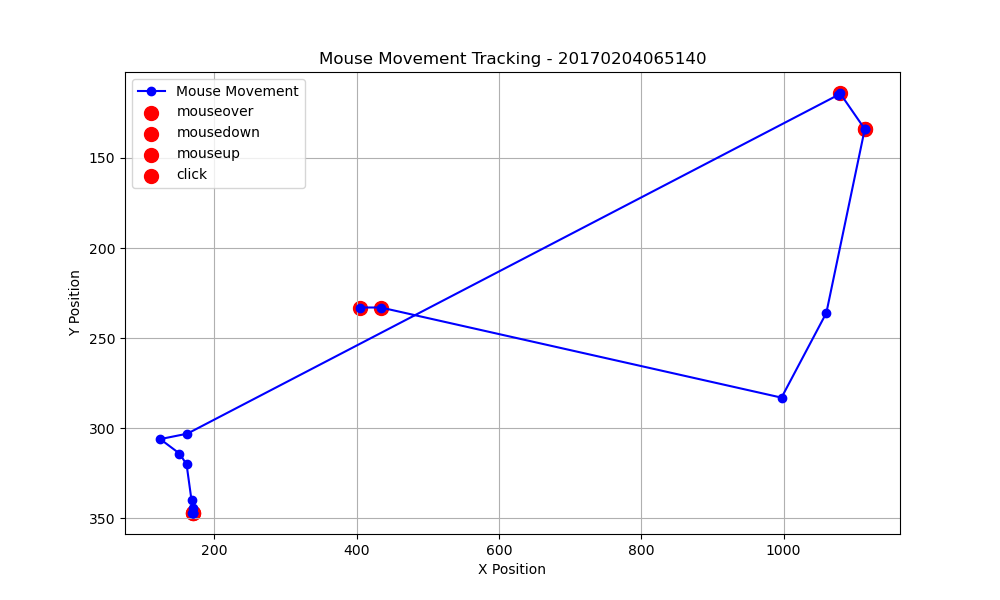 Mouse Movement Tracking - 20170204065140
Mouse Movement
mouseover
mousedown
mouseup
click
150
200
250
300
350
Y Position
200 400 600 800 1000
X Position